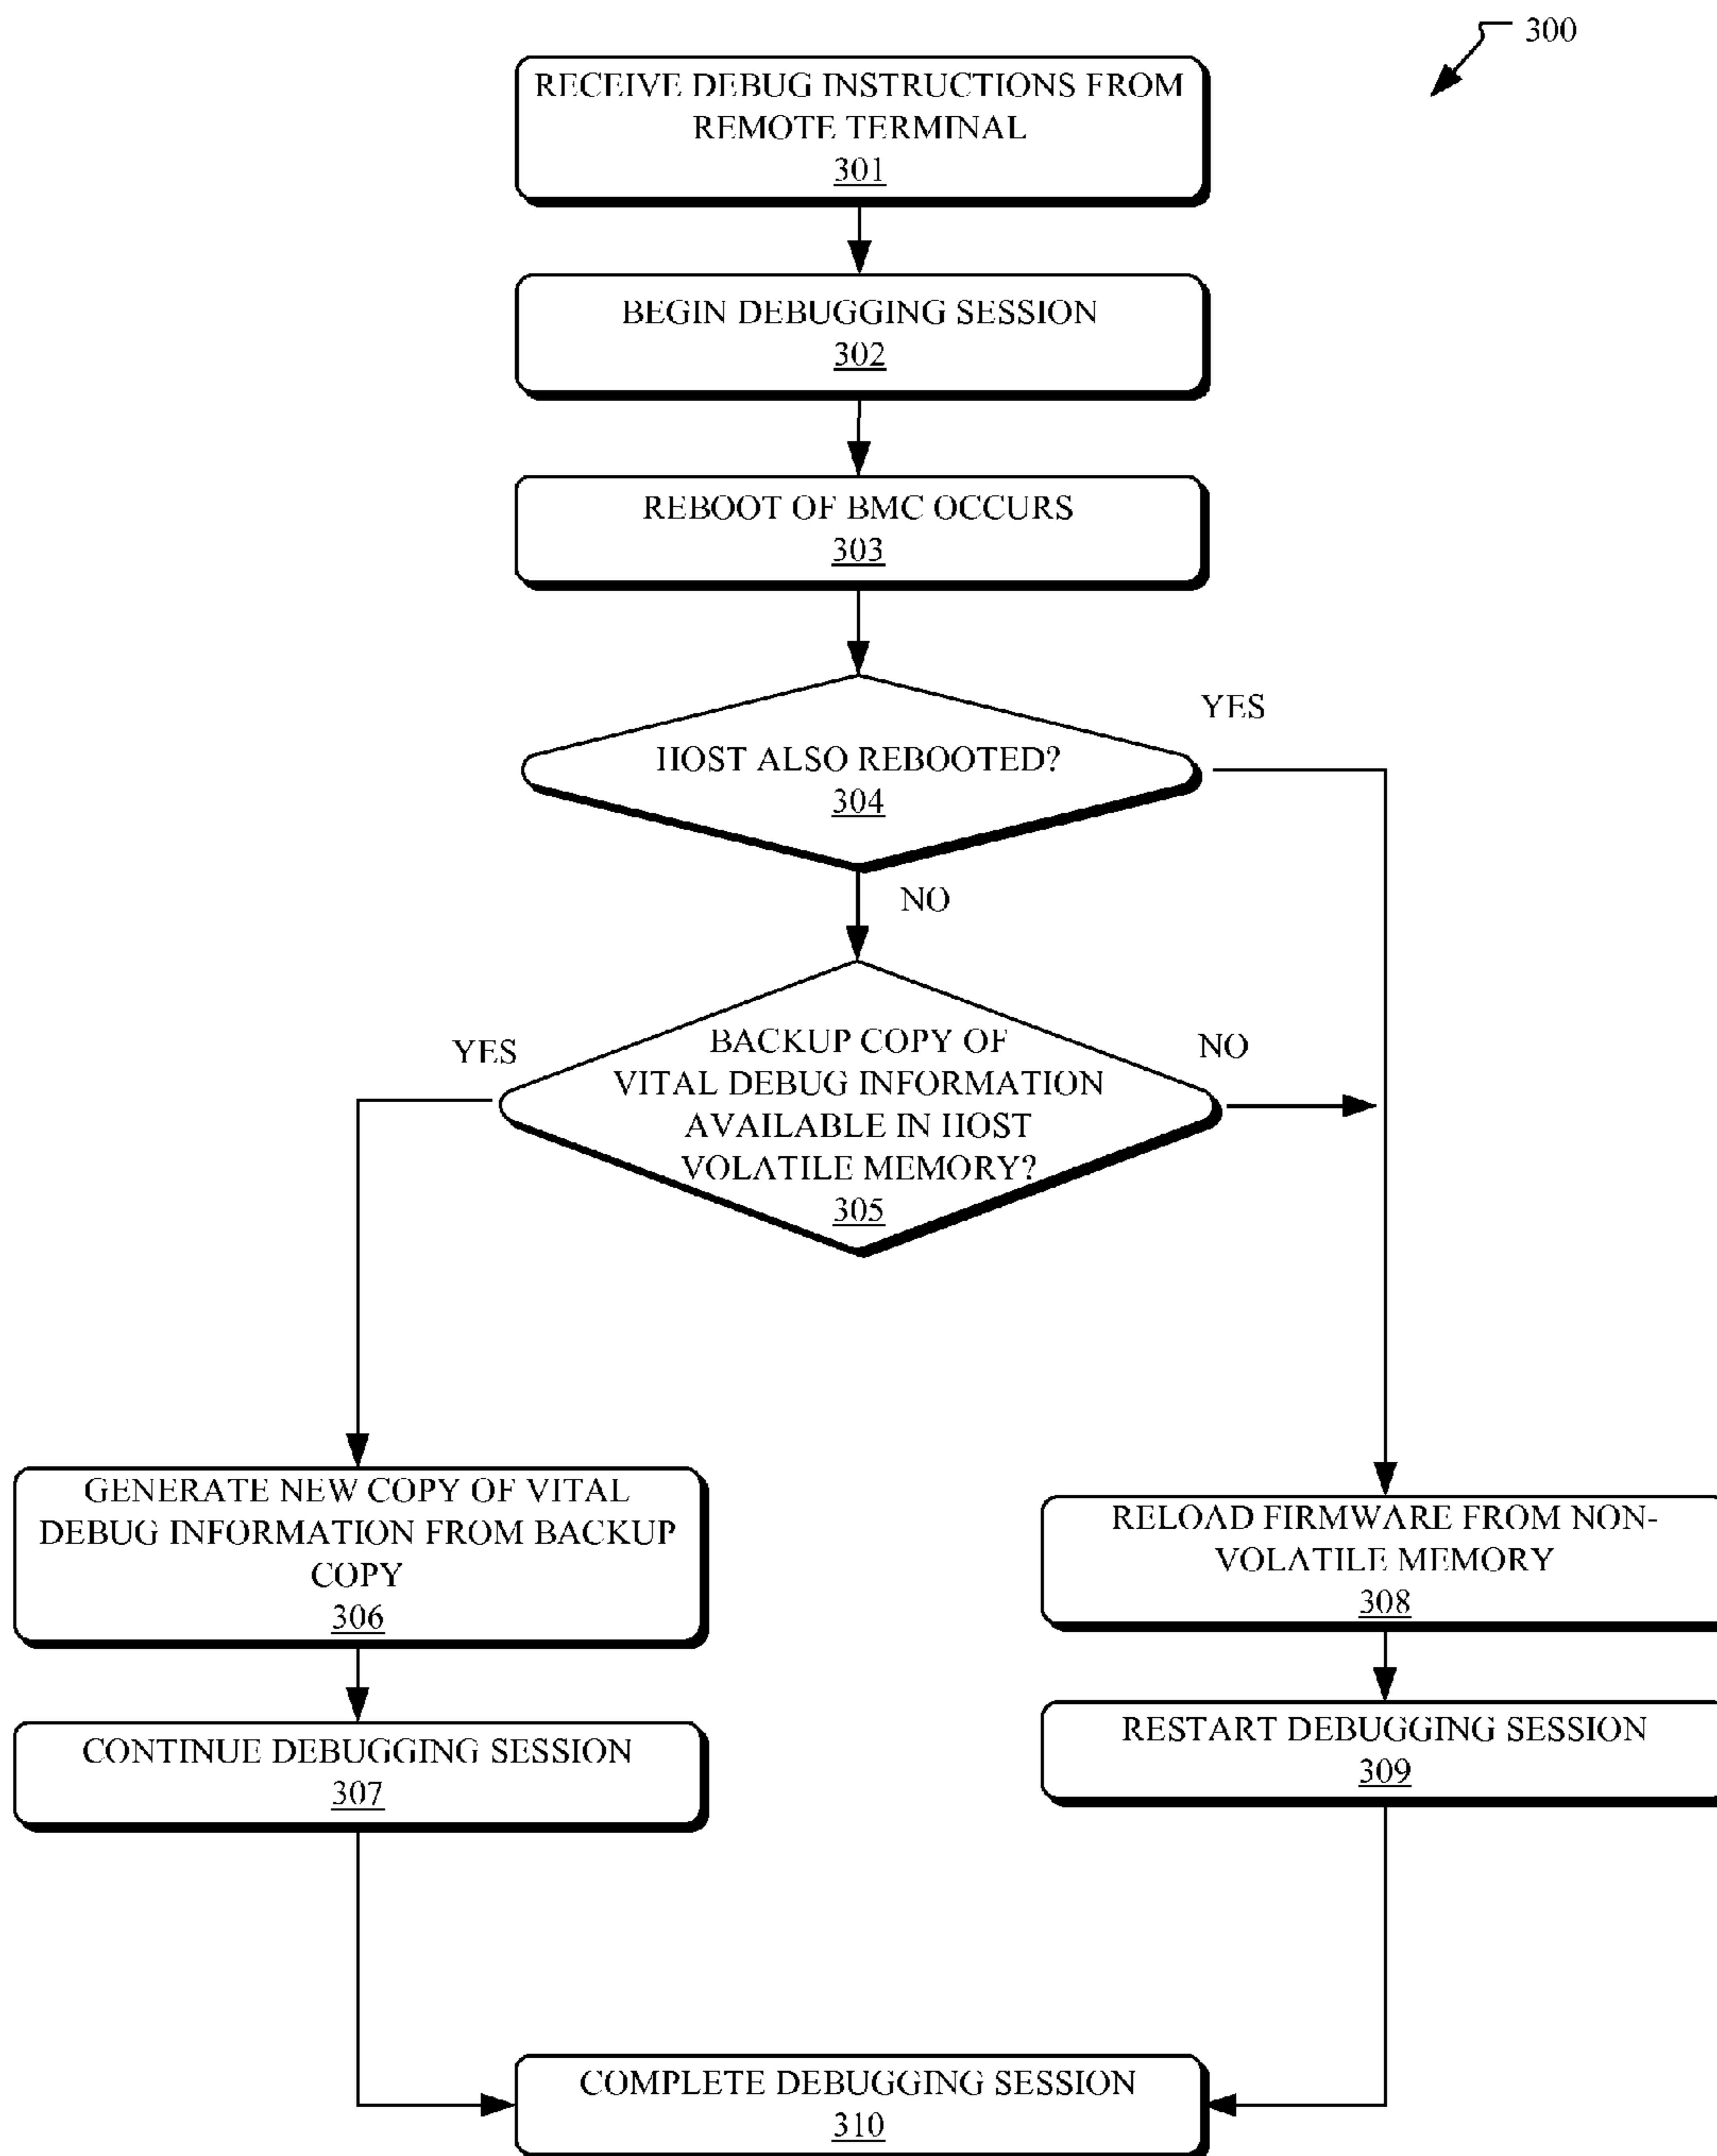 300
RECEIVE DEBUG INSTRUCTIONS FROM
REMOTE TERMINAL
301
BEGIN DEBUGGING SESSION
302
REBOOT OF BMC OCCURS
303
YES
HOST ALSO REBOOTED?
304
NO
YES
BACKUP COPY OF
VITAL DEBUG INFORMATION
AVAILABLE IN HOST
VOLATILE MEMORY?
305
NO
GENERATE NEW COPY OF VITAL
DEBUG INFORMATION FROM BACKUP
COPY
306
RELOAD FIRMWARE FROM NON-
VOLATILE MEMORY
308
CONTINUE DEBUGGING SESSION
307
RESTART DEBUGGING SESSION
309
COMPLETE DEBUGGING SESSION
310